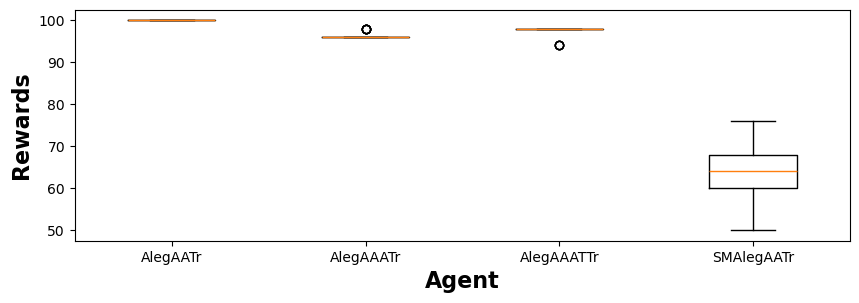 100
90
80
70
60
50
Rewards
AlegAATr
AlegAAATr
AlegAAATTr
SMAlegAATr
Agent